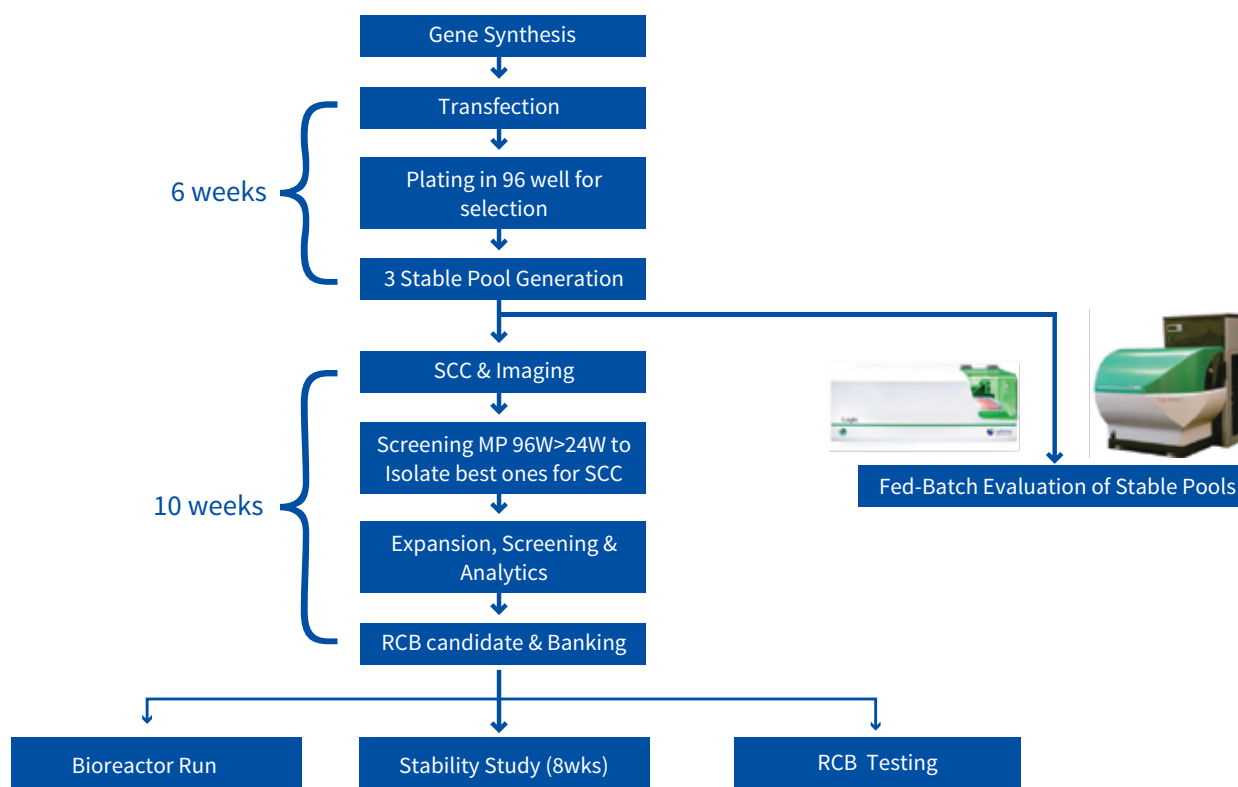 Gene Synthesis
Transfection
6 weeks
Plating in 96 well for
selection
3 Stable Pool Generation
SCC & Imaging
Screening MP 96W>24W to
Isolate best ones for SCC
10 weeks
Expansion, Screening &
Analytics
RCB candidate & Banking
Fed-Batch Evaluation of Stable Pools
Bioreactor Run
Stability Study (8wks)
RCB Testing